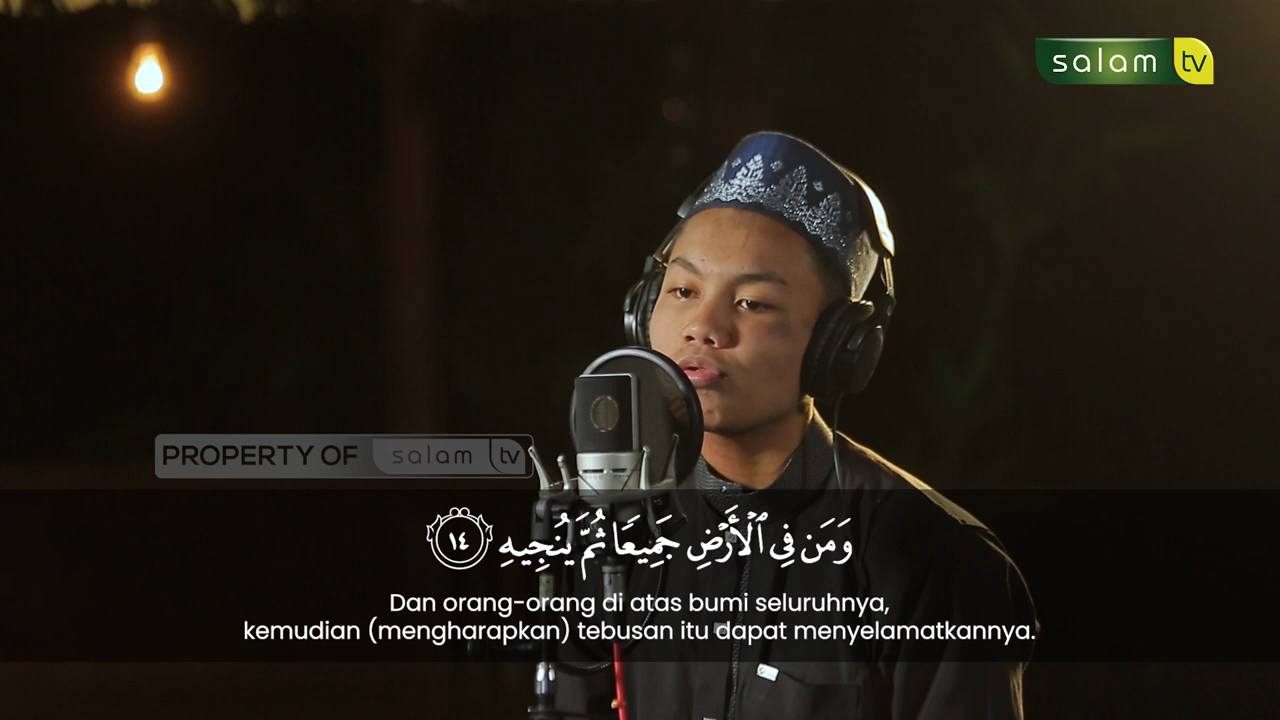 salam tv
PROPERTY OF salam tv
وَمَن فِي ٱلْأَرْضِ جَمِيعًا ثُمَّ يُنجِيهِ ١٤
Dan orang-orang di atas bumi seluruhnya,
kemudian (mengharapkan) tebusan itu dapat menyelamatkannya.